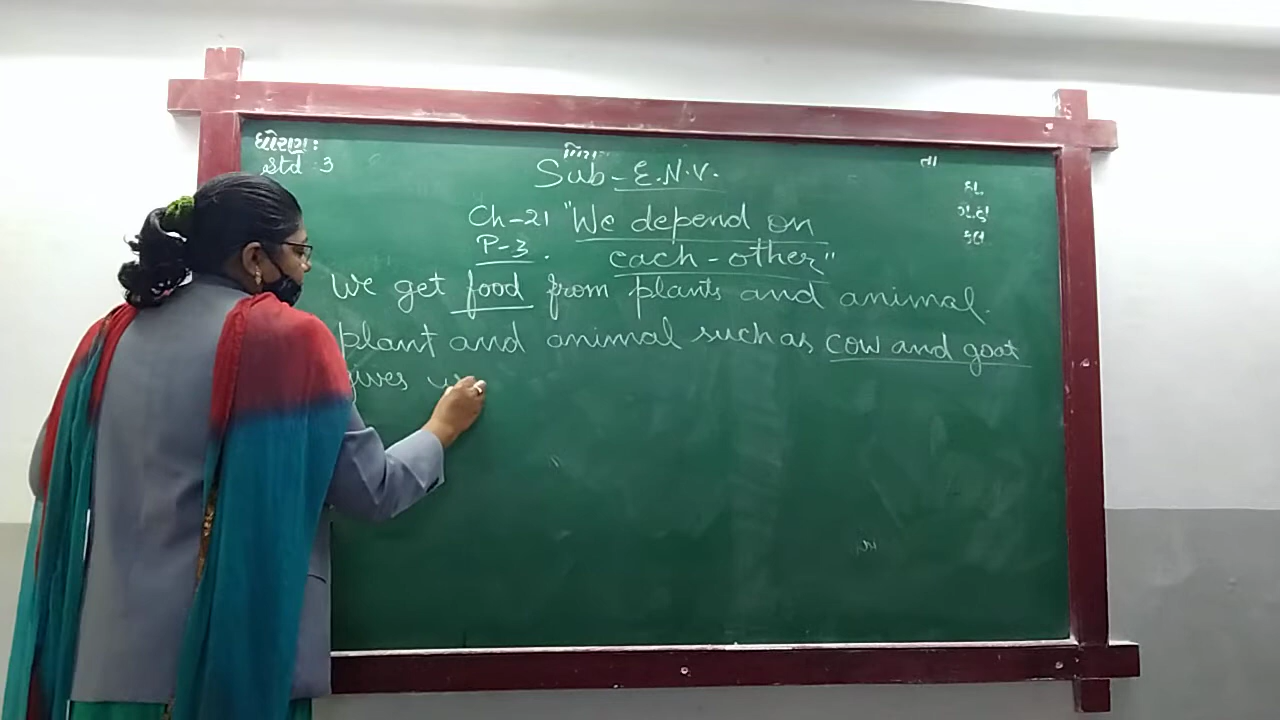 ધોરણ:
Std : 3
Sub - E.N.V.
તા
Ch-21 "We depend on
P-3. each-other"
We get food from plants and animal.
plant and animal such as cow and goat
gives us